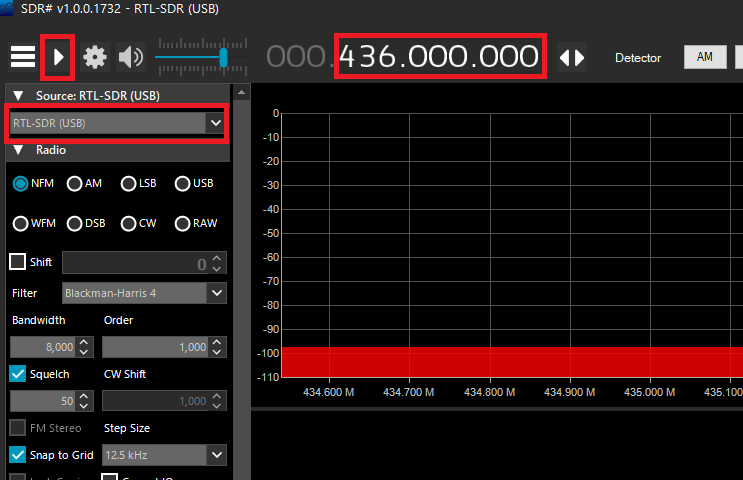 SDR# v1.0.0.1732 - RTL-SDR (USB)
000.436.000.000
Detector
AM
Source: RTL-SDR (USB)
RTL-SDR (USB)
Radio
NFM AM LSB USB
WFM DSB CW RAW
Shift 0
Filter Blackman-Harris 4
Bandwidth Order
8,000 1,000
Squelch CW Shift
50 1,000
FM Stereo Step Size
Snap to Grid 12.5 kHz
0
-10
-20
-30
-40
-50
-60
-70
-80
-90
-100
-110
434.600 M 434.700 M 434.800 M 434.900 M 435.000 M 435.100